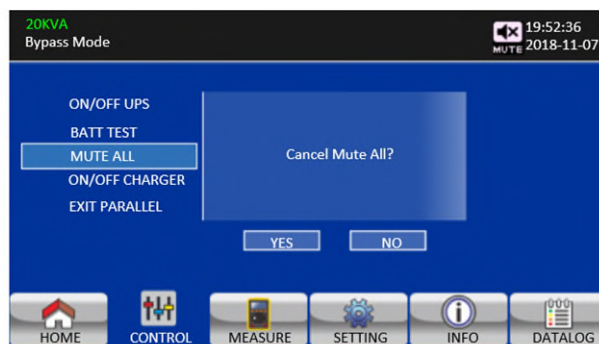 20KVA
Bypass Mode
19:52:36
MUTE 2018-11-07
ON/OFF UPS
BATT TEST
MUTE ALL
ON/OFF CHARGER
EXIT PARALLEL
Cancel Mute All?
YES NO
HOME CONTROL MEASURE SETTING INFO DATALOG